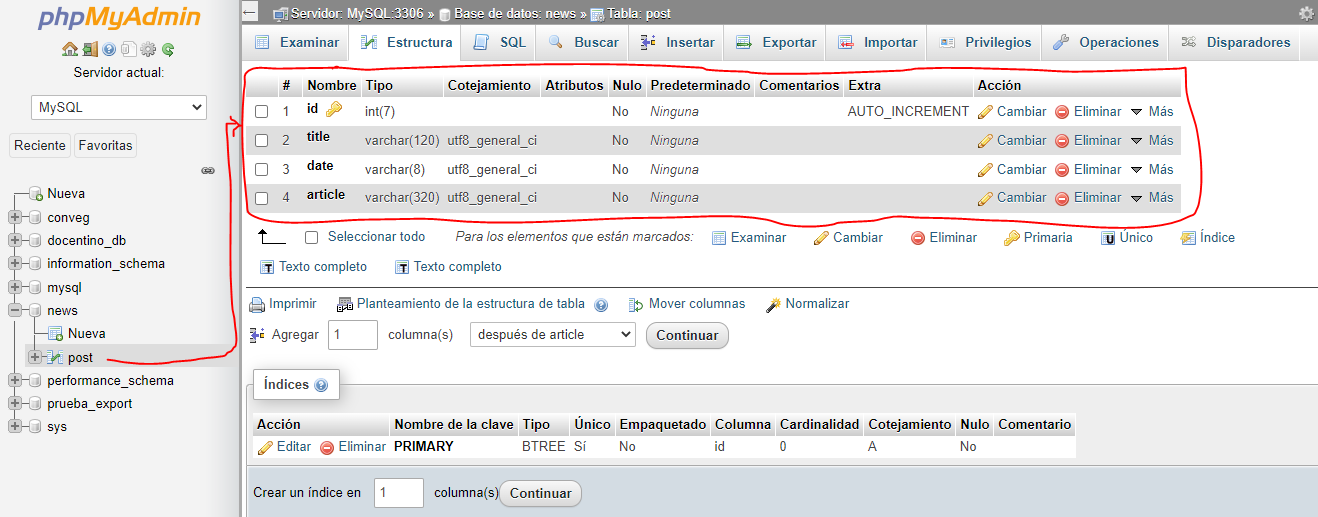 phpMyAdmin
Servidor actual:
MySQL
Reciente Favoritas
Nueva
conveg
docentino_db
information_schema
mysql
news
Nueva
post
performance_schema
prueba_export
sys
Servidor: MySQL:3306 » Base de datos: news » Tabla: post
Examinar Estructura SQL Buscar Insertar Exportar Importar Privilegios Operaciones Disparadores
# Nombre Tipo Cotejamiento Atributos Nulo Predeterminado Comentarios Extra Acción
1 id int(7) No Ninguna AUTO_INCREMENT Cambiar Eliminar Más
2 title varchar(120) utf8_general_ci No Ninguna Cambiar Eliminar Más
3 date varchar(8) utf8_general_ci No Ninguna Cambiar Eliminar Más
4 article varchar(320) utf8_general_ci No Ninguna Cambiar Eliminar Más
Seleccionar todo Para los elementos que están marcados: Examinar Cambiar Eliminar Primaria Único Índice
Texto completo Texto completo
Imprimir Planteamiento de la estructura de tabla Mover columnas Normalizar
Agregar 1 columna(s) después de article Continuar
Índices
Acción Nombre de la clave Tipo Único Empaquetado Columna Cardinalidad Cotejamiento Nulo Comentario
Editar Eliminar PRIMARY BTREE Sí No id 0 A No
Crear un índice en 1 columna(s) Continuar